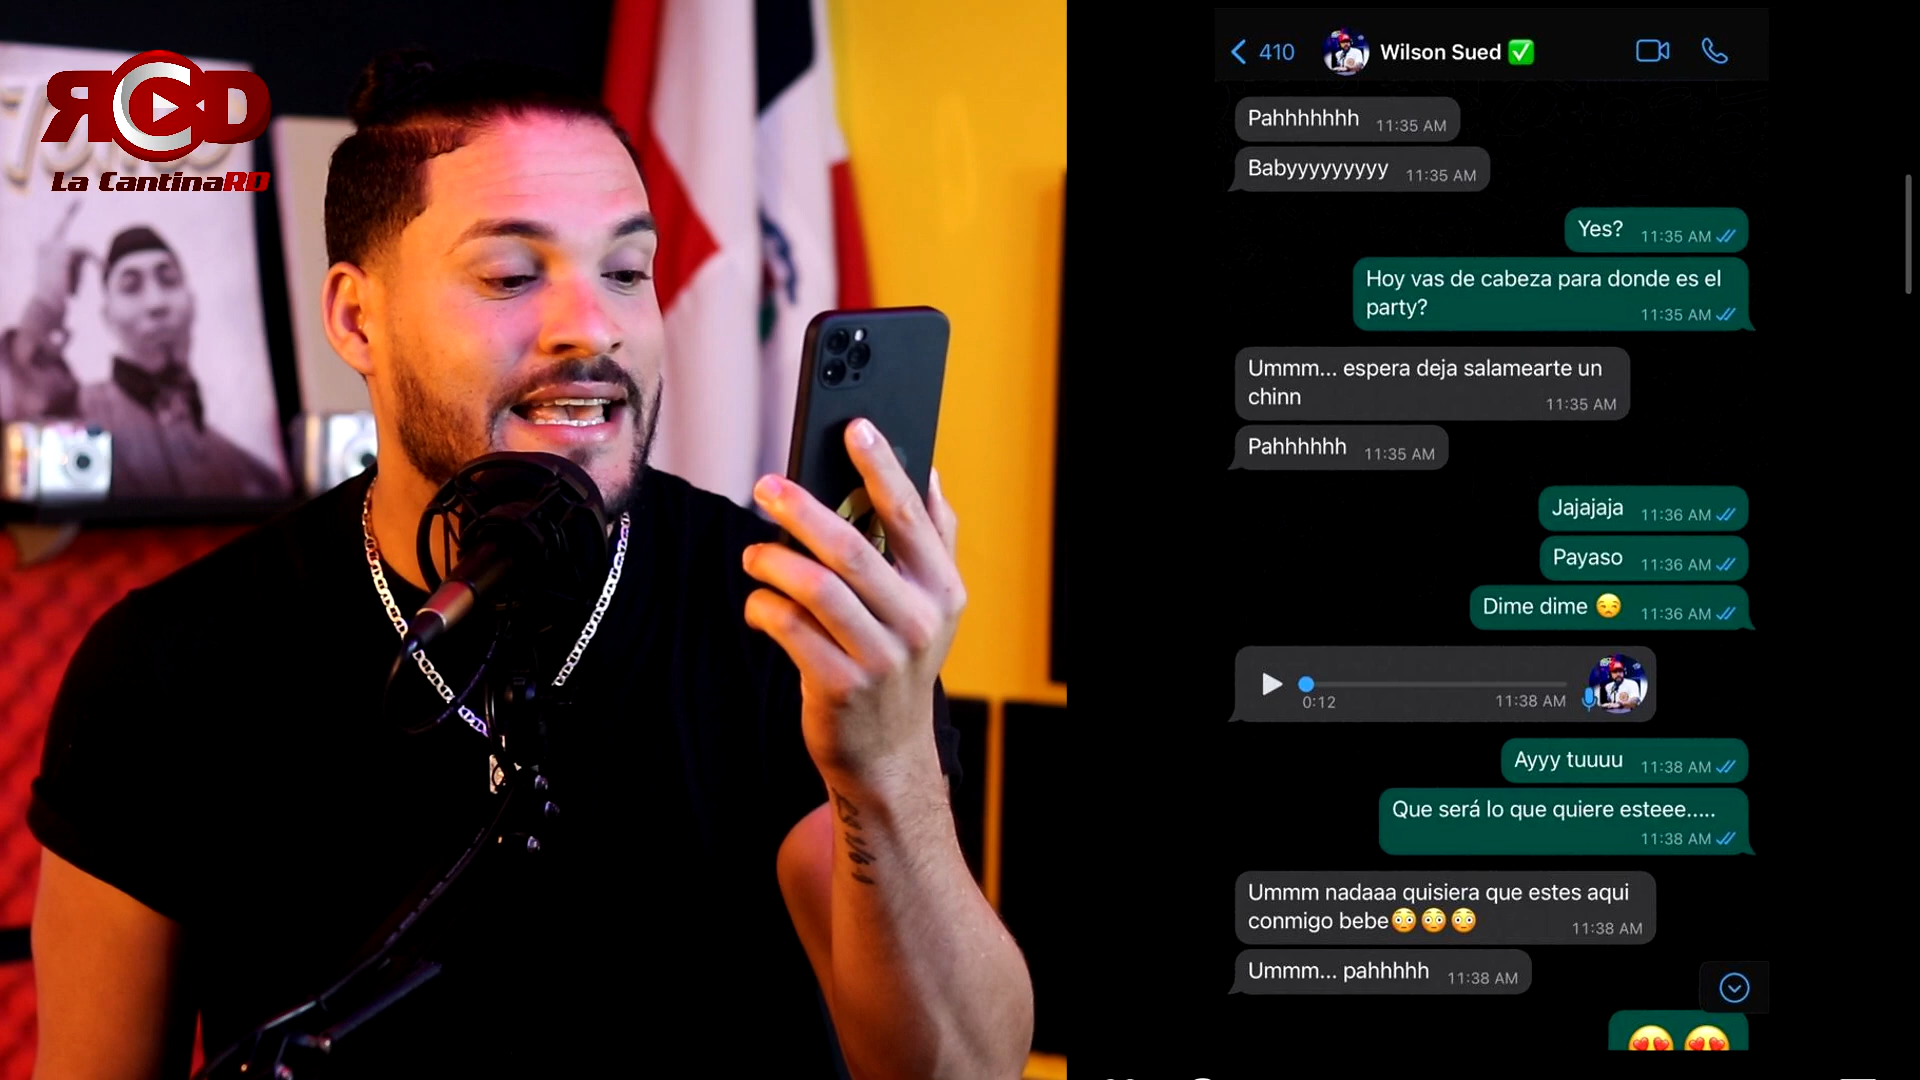 RCD
La CantinaRD
410
Wilson Sued
Pahhhhhhh 11:35 AM
Babyyyyyyyyy 11:35 AM
Yes? 11:35 AM
Hoy vas de cabeza para donde es el
party? 11:35 AM
Ummm... espera deja salamearte un
chinn 11:35 AM
Pahhhhhh 11:35 AM
Jajajaja 11:36 AM
Payaso 11:36 AM
Dime dime 😒 11:36 AM
0:12 11:38 AM
Ayyy tuuuu 11:38 AM
Que será lo que quiere esteee.....
11:38 AM
Ummm nadaaa quisiera que estes aqui
conmigo bebe😳😳😳 11:38 AM
Ummm... pahhhhh 11:38 AM
😍😍